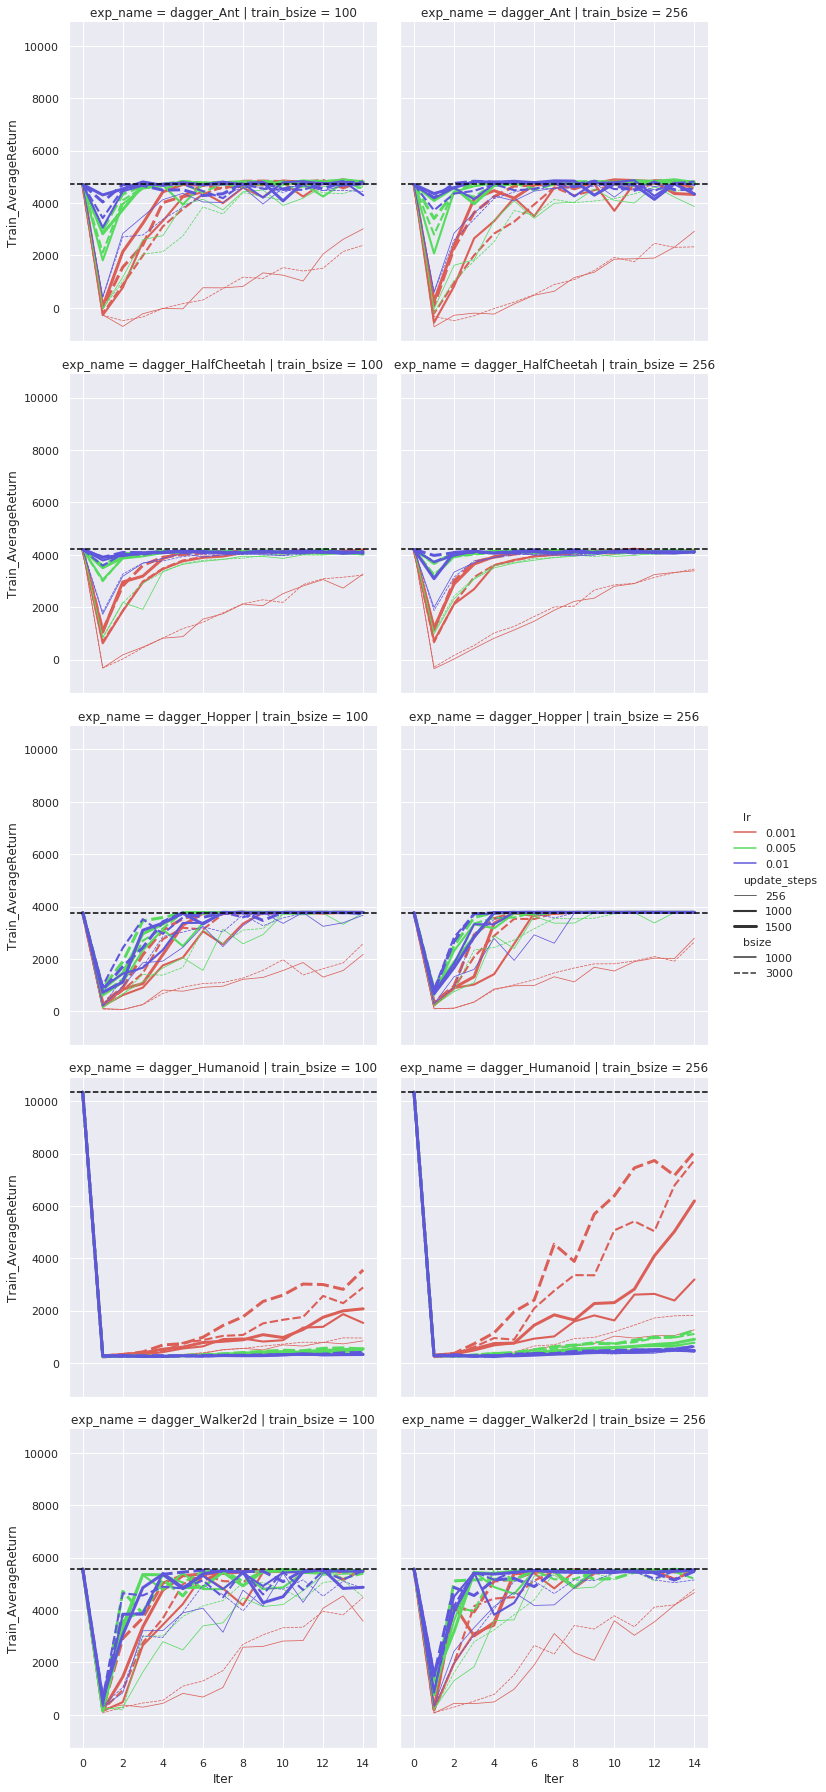 exp_name = dagger_Ant | train_bsize = 100
exp_name = dagger_Ant | train_bsize = 256
10000
8000
6000
4000
2000
0
Train_AverageReturn
exp_name = dagger_HalfCheetah | train_bsize = 100
exp_name = dagger_HalfCheetah | train_bsize = 256
10000
8000
6000
4000
2000
0
Train_AverageReturn
exp_name = dagger_Hopper | train_bsize = 100
exp_name = dagger_Hopper | train_bsize = 256
10000
8000
6000
4000
2000
0
Train_AverageReturn
lr
0.001
0.005
0.01
update_steps
256
1000
1500
bsize
1000
3000
exp_name = dagger_Humanoid | train_bsize = 100
exp_name = dagger_Humanoid | train_bsize = 256
10000
8000
6000
4000
2000
0
Train_AverageReturn
exp_name = dagger_Walker2d | train_bsize = 100
exp_name = dagger_Walker2d | train_bsize = 256
10000
8000
6000
4000
2000
0
Train_AverageReturn
0 2 4 6 8 10 12 14
0 2 4 6 8 10 12 14
Iter
Iter